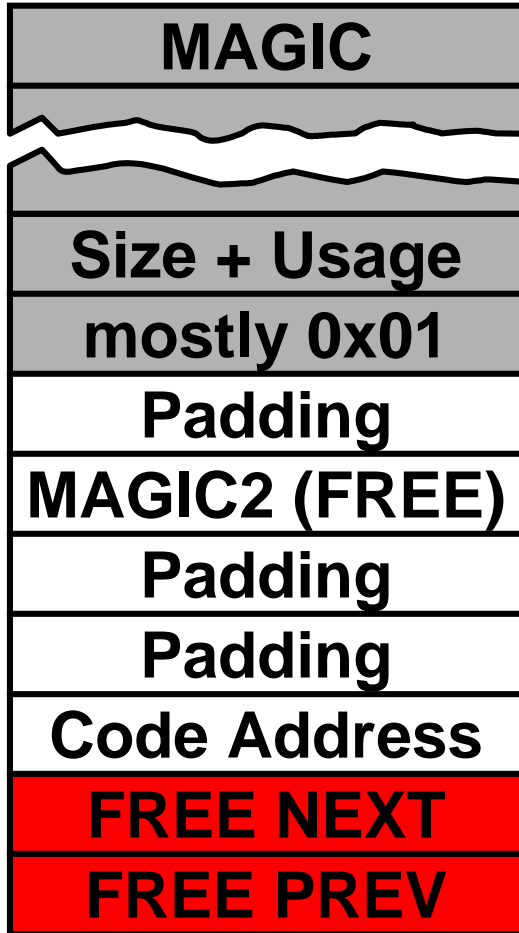 MAGIC
Size + Usage
mostly 0x01
Padding
MAGIC2 (FREE)
Padding
Padding
Code Address
FREE NEXT
FREE PREV